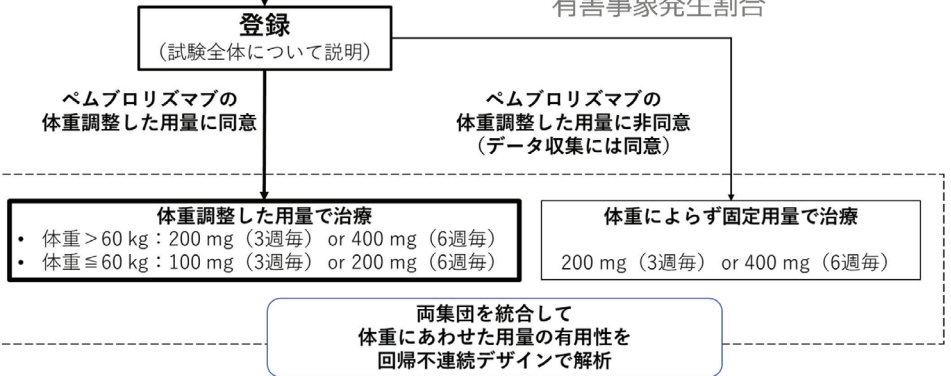 有害事象発生割合
登録
(試験全体について説明)
ペムブロリズマブの
体重調整した用量に同意
ペムブロリズマブの
体重調整した用量に非同意
(データ収集には同意)
体重調整した用量で治療
• 体重>60 kg:200 mg(3週毎) or 400 mg(6週毎)
• 体重≦60 kg:100 mg(3週毎) or 200 mg(6週毎)
体重によらず固定用量で治療
200 mg(3週毎) or 400 mg(6週毎)
両集団を統合して
体重にあわせた用量の有用性を
回帰不連続デザインで解析